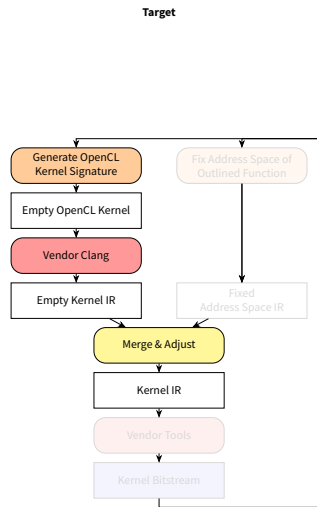 Target
Generate OpenCL
Kernel Signature
Fix Address Space of
Outlined Function
Empty OpenCL Kernel
Vendor Clang
Empty Kernel IR
Fixed
Address Space IR
Merge & Adjust
Kernel IR
Vendor Tools
Kernel Bitstream